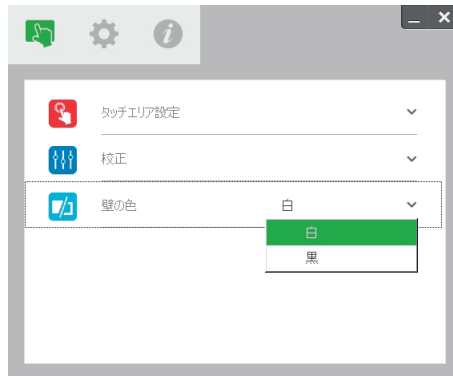 タッチエリア設定
校正
壁の色 白
白
黒